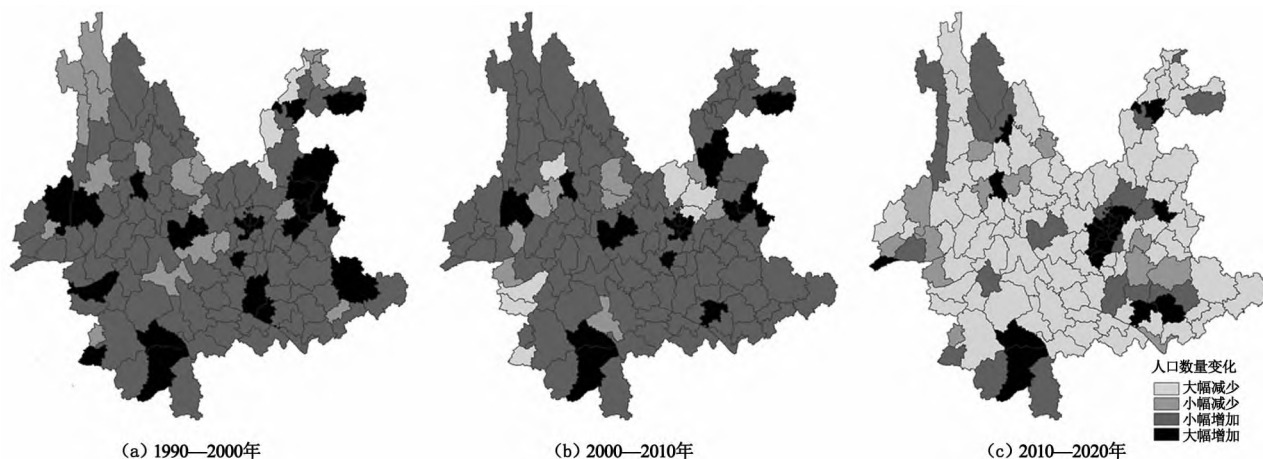 人口数量变化
大幅减少
小幅减少
小幅增加
大幅增加
（a）1990—2000年
（b）2000—2010年
（c）2010—2020年